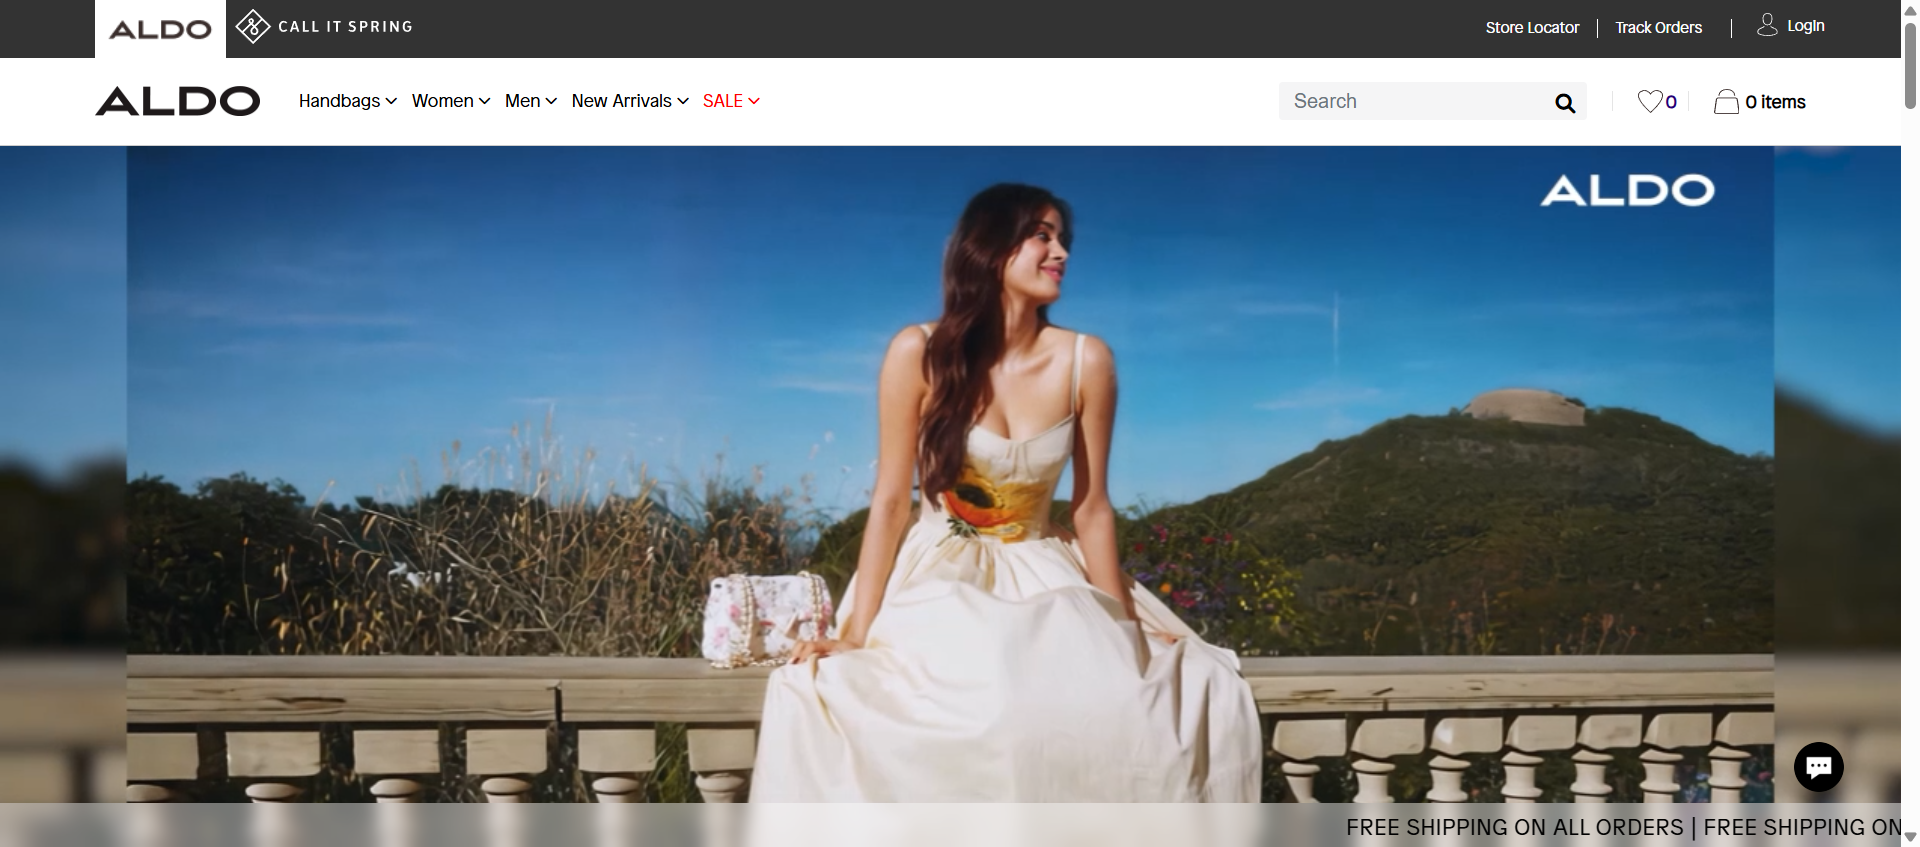 ALDO CALL IT SPRING Store Locator Track Orders Login
ALDO Handbags Women Men New Arrivals SALE Search 0 0 items
ALDO
FREE SHIPPING ON ALL ORDERS | FREE SHIPPING ON